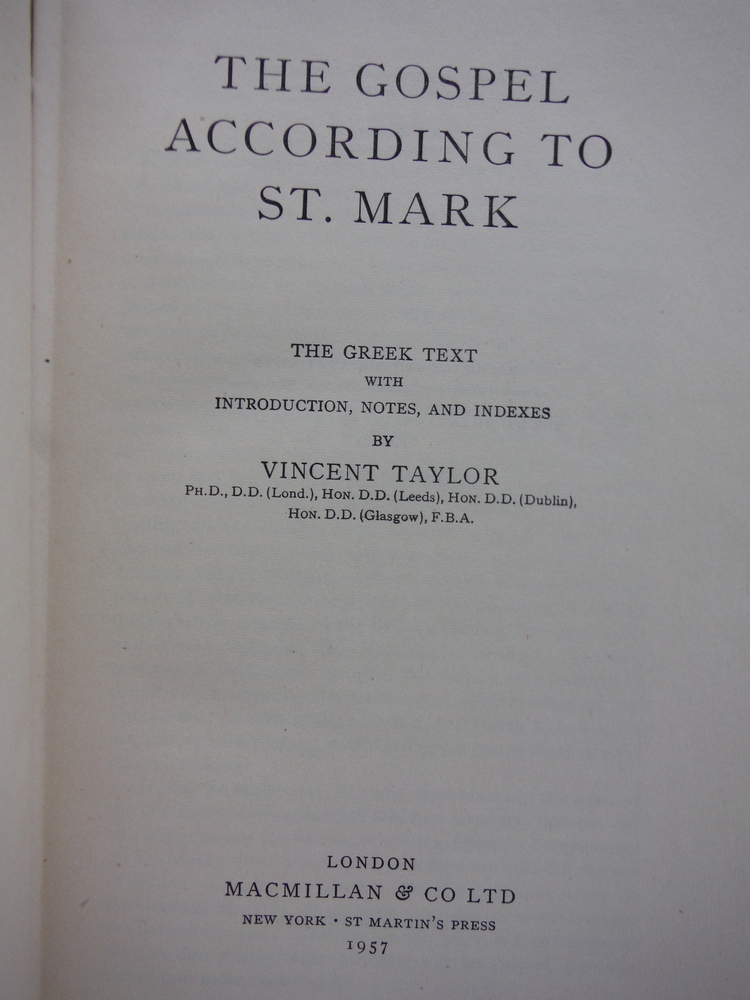 THE GOSPEL
ACCORDING TO
ST. MARK
THE GREEK TEXT
WITH
INTRODUCTION, NOTES, AND INDEXES
BY
VINCENT TAYLOR
PH.D., D.D. (Lond.), HON. D.D. (Leeds), HON. D.D. (Dublin),
HON. D.D. (Glasgow), F.B.A.
LONDON
MACMILLAN & CO LTD
NEW YORK · ST MARTIN'S PRESS
1957